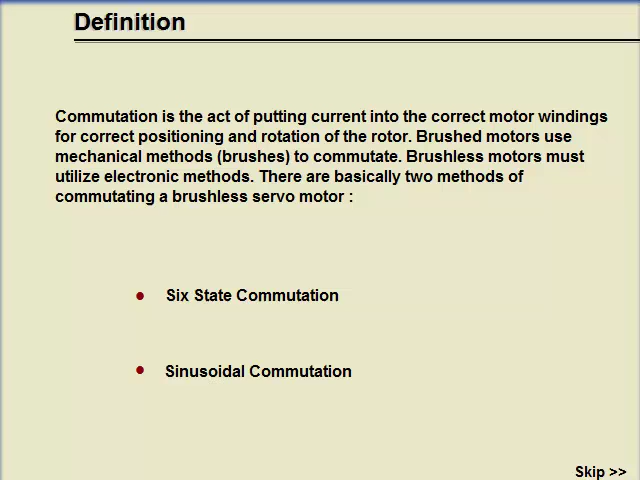 Definition
Commutation is the act of putting current into the correct motor windings
for correct positioning and rotation of the rotor. Brushed motors use
mechanical methods (brushes) to commutate. Brushless motors must
utilize electronic methods. There are basically two methods of
commutating a brushless servo motor :
● Six State Commutation
● Sinusoidal Commutation
Skip >>